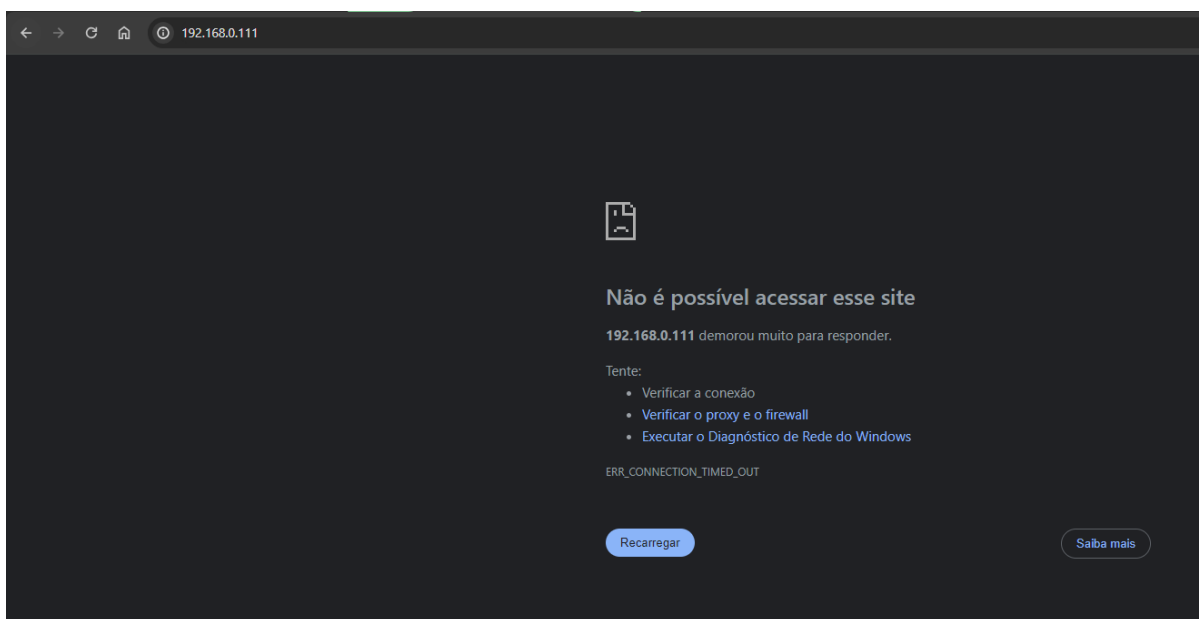 192.168.0.111
Não é possível acessar esse site
192.168.0.111 demorou muito para responder.
Tente:
• Verificar a conexão
• Verificar o proxy e o firewall
• Executar o Diagnóstico de Rede do Windows
ERR_CONNECTION_TIMED_OUT
Recarregar
Saiba mais